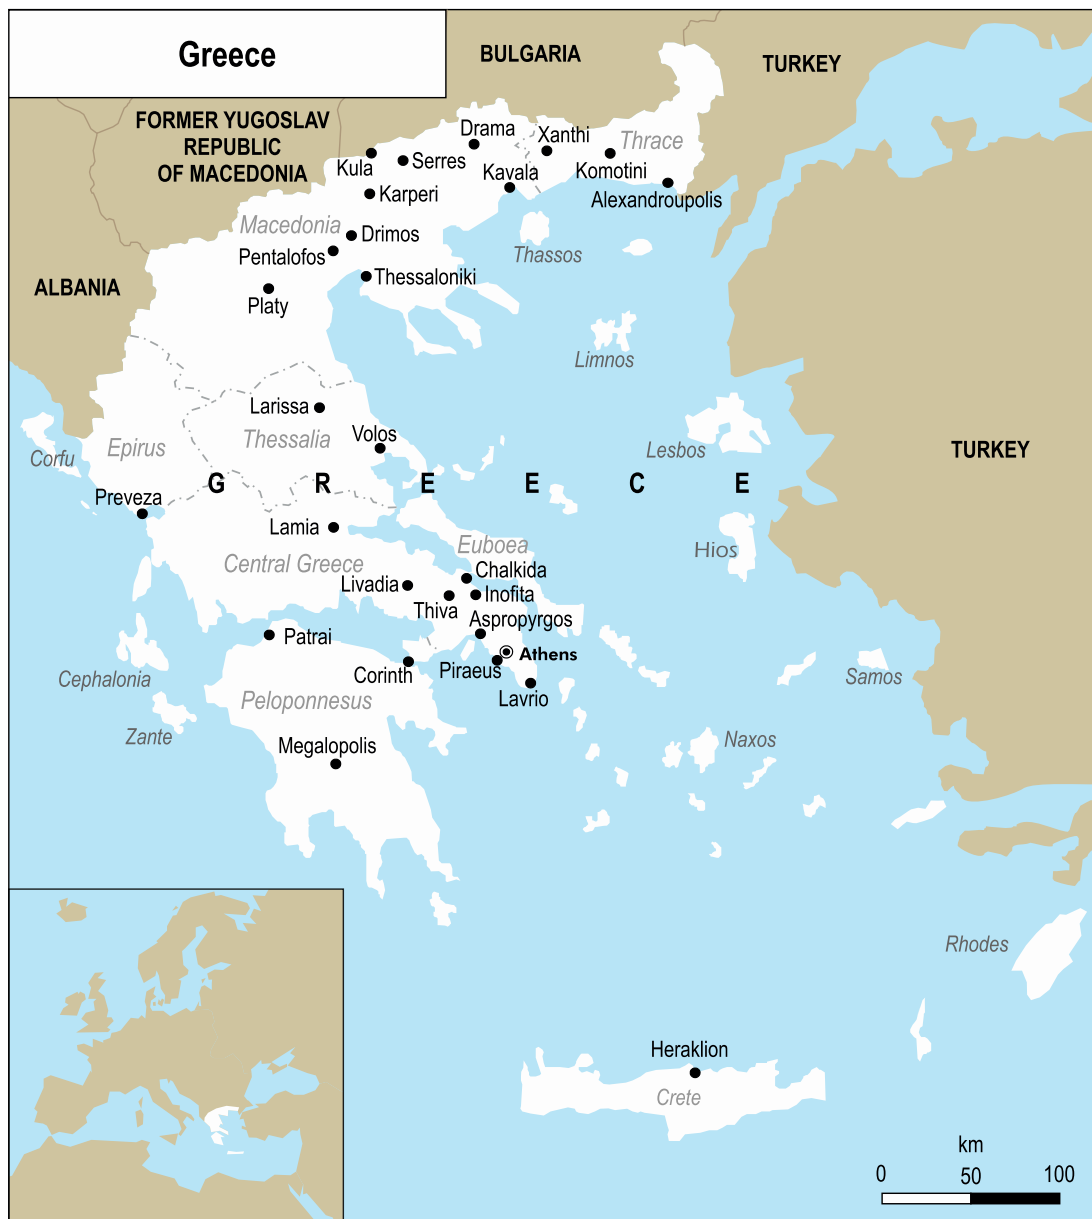 Greece
BULGARIA
TURKEY
FORMER YUGOSLAV
REPUBLIC
OF MACEDONIA
Drama
Xanthi
Thrace
Kula
Serres
Kavala
Komotini
Karperi
Alexandroupolis
Macedonia
Drimos
Pentalofos
Thassos
Thessaloniki
ALBANIA
Platy
Limnos
Larissa
Thessalia
Volos
Epirus
Corfu
Lesbos
TURKEY
G R E E C E
Preveza
Lamia
Euboea
Hios
Central Greece
Chalkida
Livadia
Inofita
Thiva
Aspropyrgos
Patrai
Athens
Piraeus
Corinth
Cephalonia
Samos
Lavrio
Peloponnesus
Zante
Naxos
Megalopolis
Rhodes
Heraklion
Crete
km
0 50 100